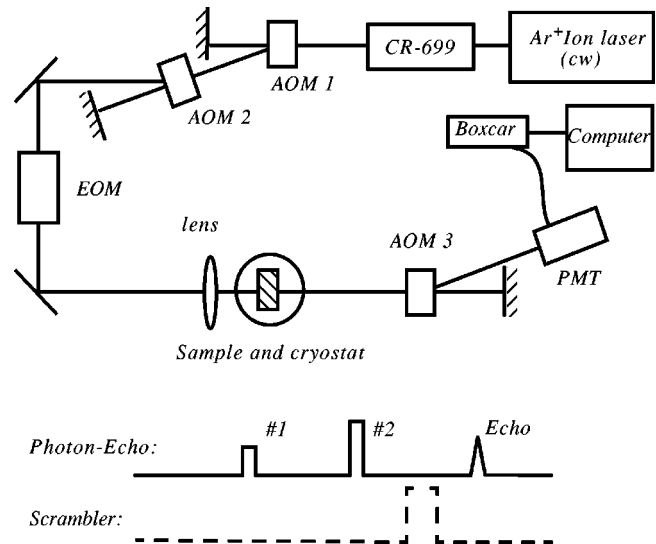 Ar+Ion laser
(cw)
CR-699
AOM 1
AOM 2
Boxcar
Computer
EOM
lens
AOM 3
PMT
Sample and cryostat
Photon-Echo:
#1
#2
Echo
Scrambler: